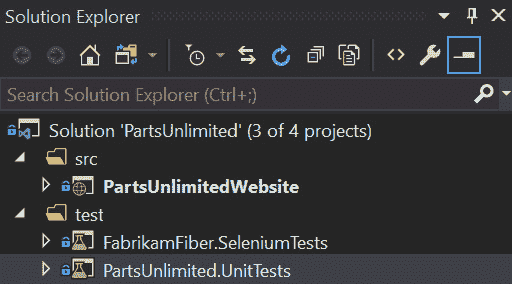 Solution Explorer
Search Solution Explorer (Ctrl+;)
Solution 'PartsUnlimited' (3 of 4 projects)
src
PartsUnlimitedWebsite
test
FabrikamFiber.SeleniumTests
PartsUnlimited.UnitTests